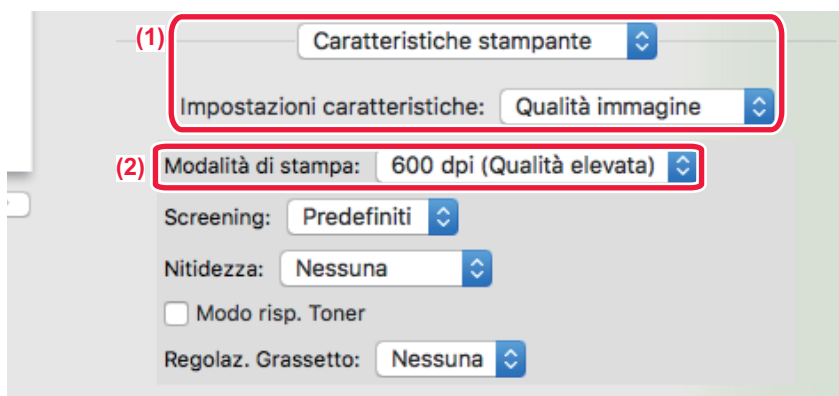 (1) Caratteristiche stampante
Impostazioni caratteristiche: Qualità immagine
(2) Modalità di stampa: 600 dpi (Qualità elevata)
Screening: Predefiniti
Nitidezza: Nessuna
Modo risp. Toner
Regolaz. Grassetto: Nessuna